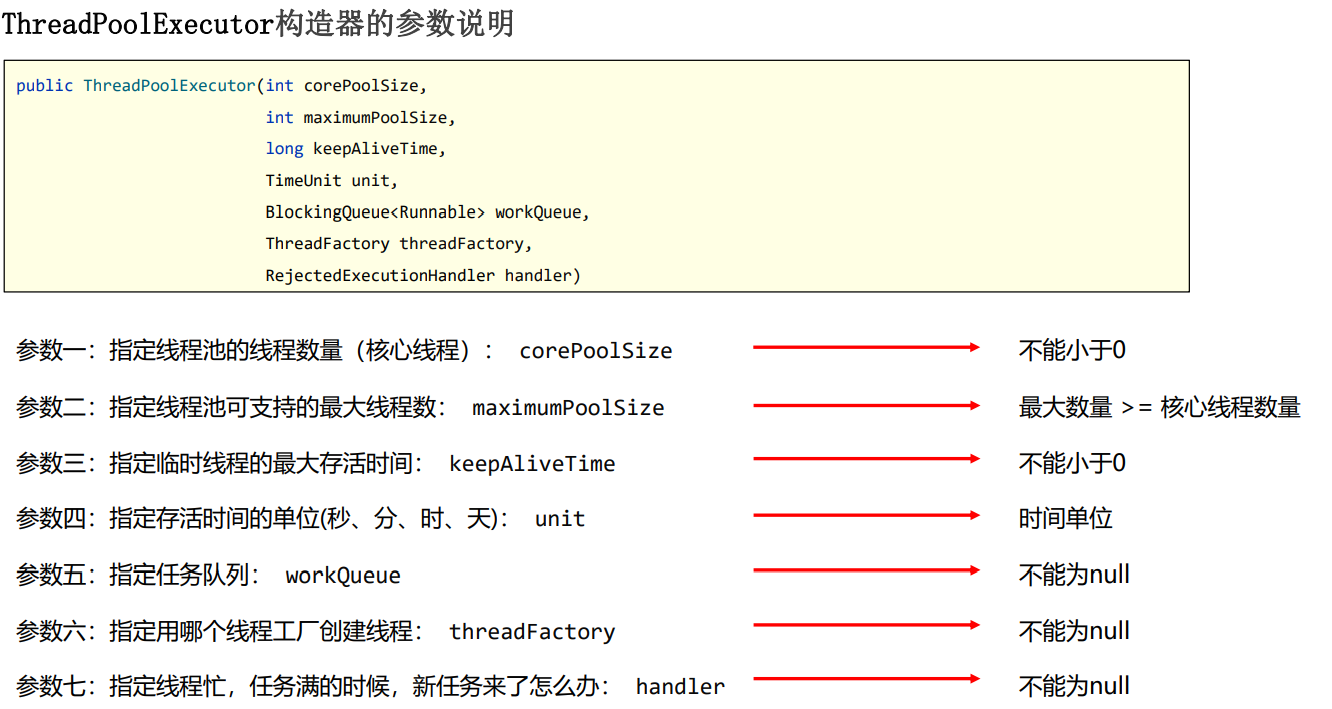 ThreadPoolExecutor构造器的参数说明
public ThreadPoolExecutor(int corePoolSize,
int maximumPoolSize,
long keepAliveTime,
TimeUnit unit,
BlockingQueue<Runnable> workQueue,
ThreadFactory threadFactory,
RejectedExecutionHandler handler)
参数一：指定线程池的线程数量（核心线程）： corePoolSize 不能小于0
参数二：指定线程池可支持的最大线程数： maximumPoolSize 最大数量 >= 核心线程数量
参数三：指定临时线程的最大存活时间： keepAliveTime 不能小于0
参数四：指定存活时间的单位(秒、分、时、天)： unit 时间单位
参数五：指定任务队列： workQueue 不能为null
参数六：指定用哪个线程工厂创建线程： threadFactory 不能为null
参数七：指定线程忙，任务满的时候，新任务来了怎么办： handler 不能为null